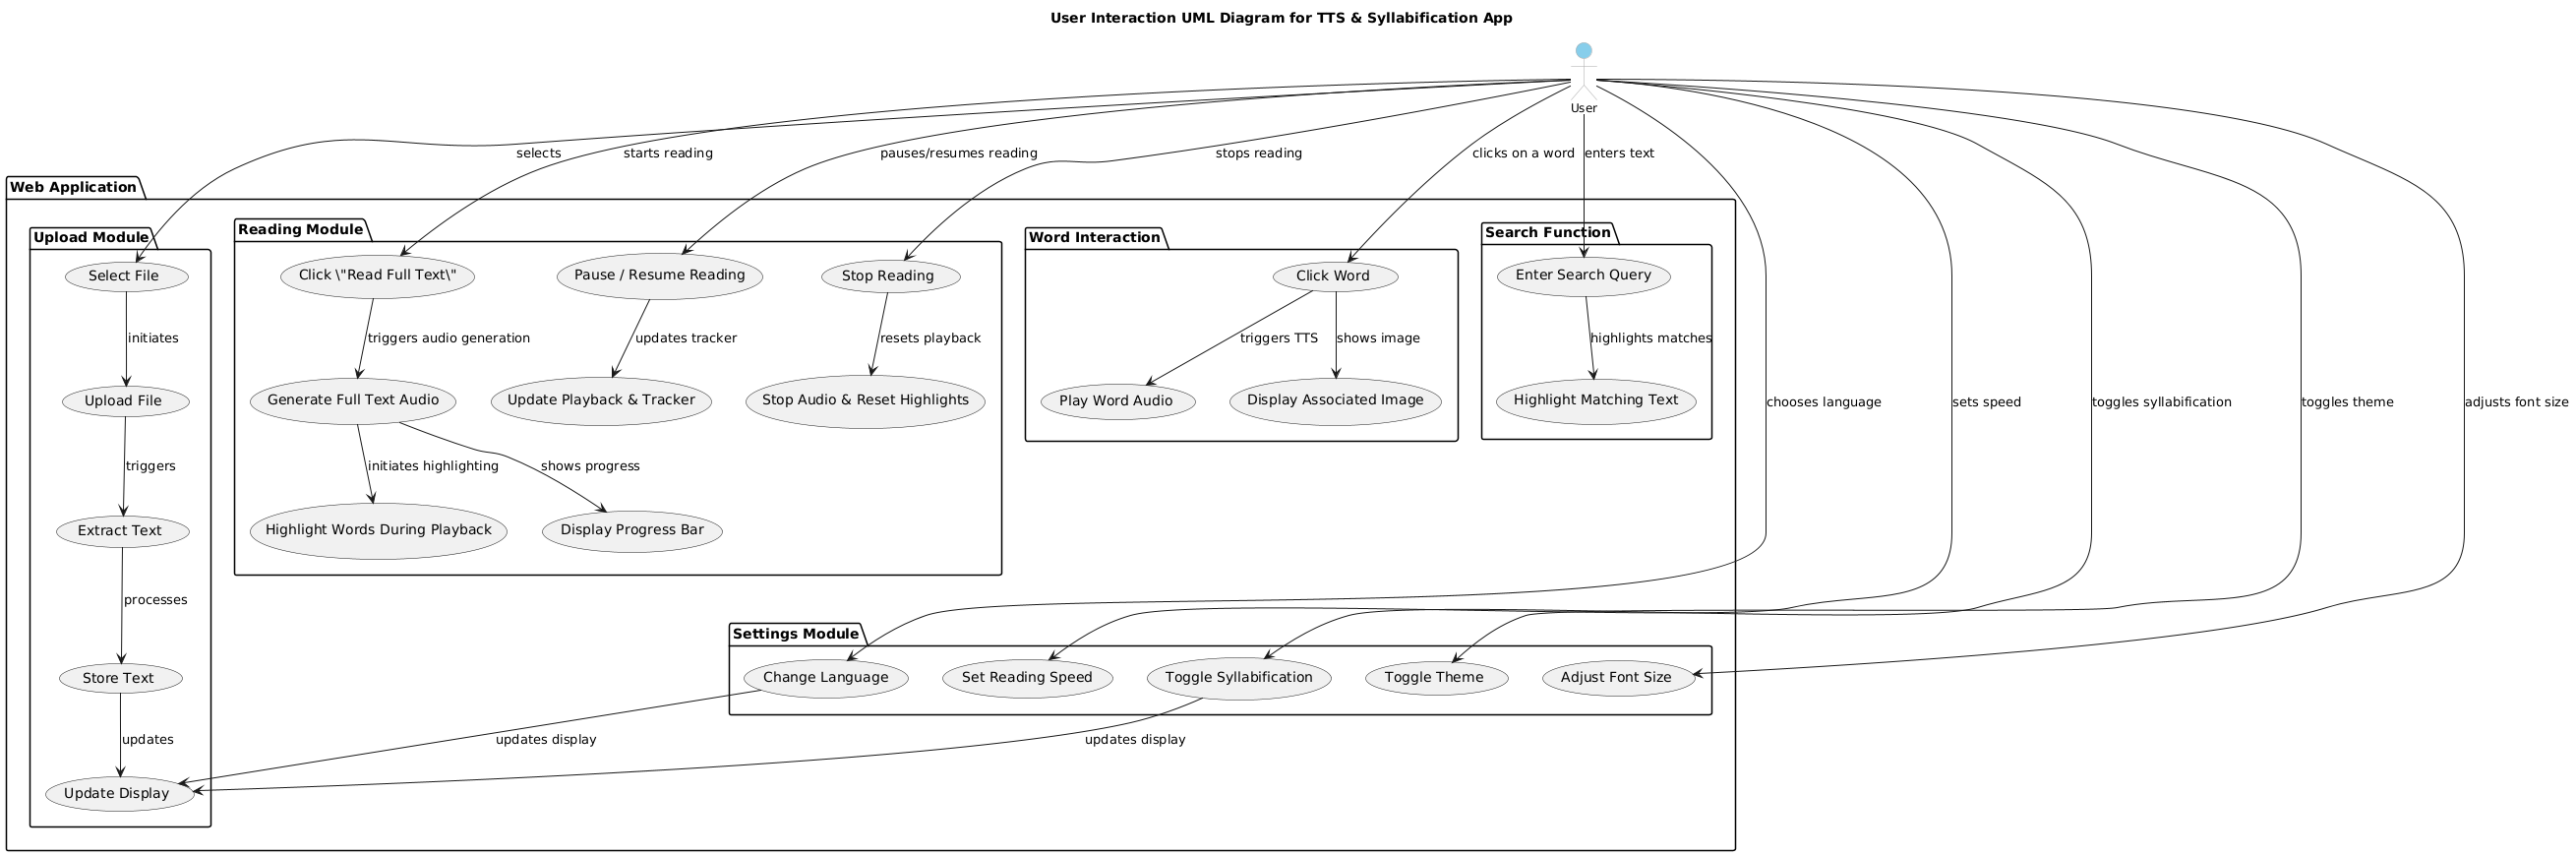 User Interaction UML Diagram for TTS & Syllabification App
User
selects
starts reading
pauses/resumes reading
stops reading
clicks on a word
enters text
Web Application
Upload Module
Reading Module
Word Interaction
Search Function
Select File
Click \"Read Full Text\"
Pause / Resume Reading
Stop Reading
Click Word
Enter Search Query
initiates
triggers audio generation
updates tracker
resets playback
triggers TTS
shows image
highlights matches
Upload File
Generate Full Text Audio
Update Playback & Tracker
Stop Audio & Reset Highlights
Play Word Audio
Display Associated Image
Highlight Matching Text
chooses language
sets speed
toggles syllabification
toggles theme
adjusts font size
triggers
initiates highlighting
shows progress
Extract Text
Highlight Words During Playback
Display Progress Bar
processes
Settings Module
Store Text
Change Language
Set Reading Speed
Toggle Syllabification
Toggle Theme
Adjust Font Size
updates
updates display
updates display
Update Display